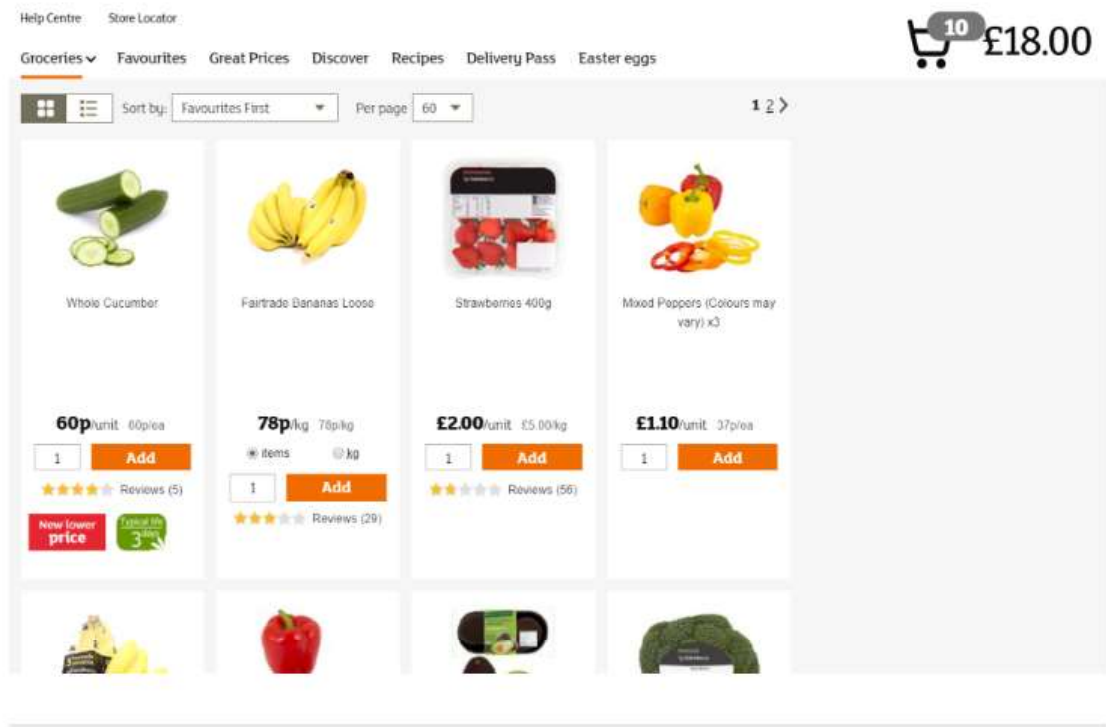 Help Centre Store Locator
10 £18.00
Groceries Favourites Great Prices Discover Recipes Delivery Pass Easter eggs
Sort by: Favourites First Per page 60 1 2
Whole Cucumber Fairtrade Bananas Loose Strawberries 400g Mixed Peppers (Colours may
vary) x3
60p/unit 60p/ea 78p/kg 78p/kg £2.00/unit £5.00/kg £1.10/unit 37p/ea
1 Add items kg 1 Add 1 Add
Reviews (5) 1 Add Reviews (56)
Reviews (29)
New lower Typical life
price 3 days